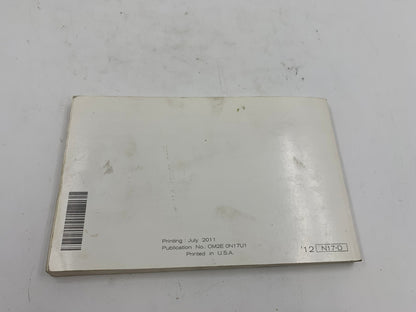 Printing : July 2011
Publication No. OM2E 0N17U1
Printed in U.S.A.
'12 N17-D